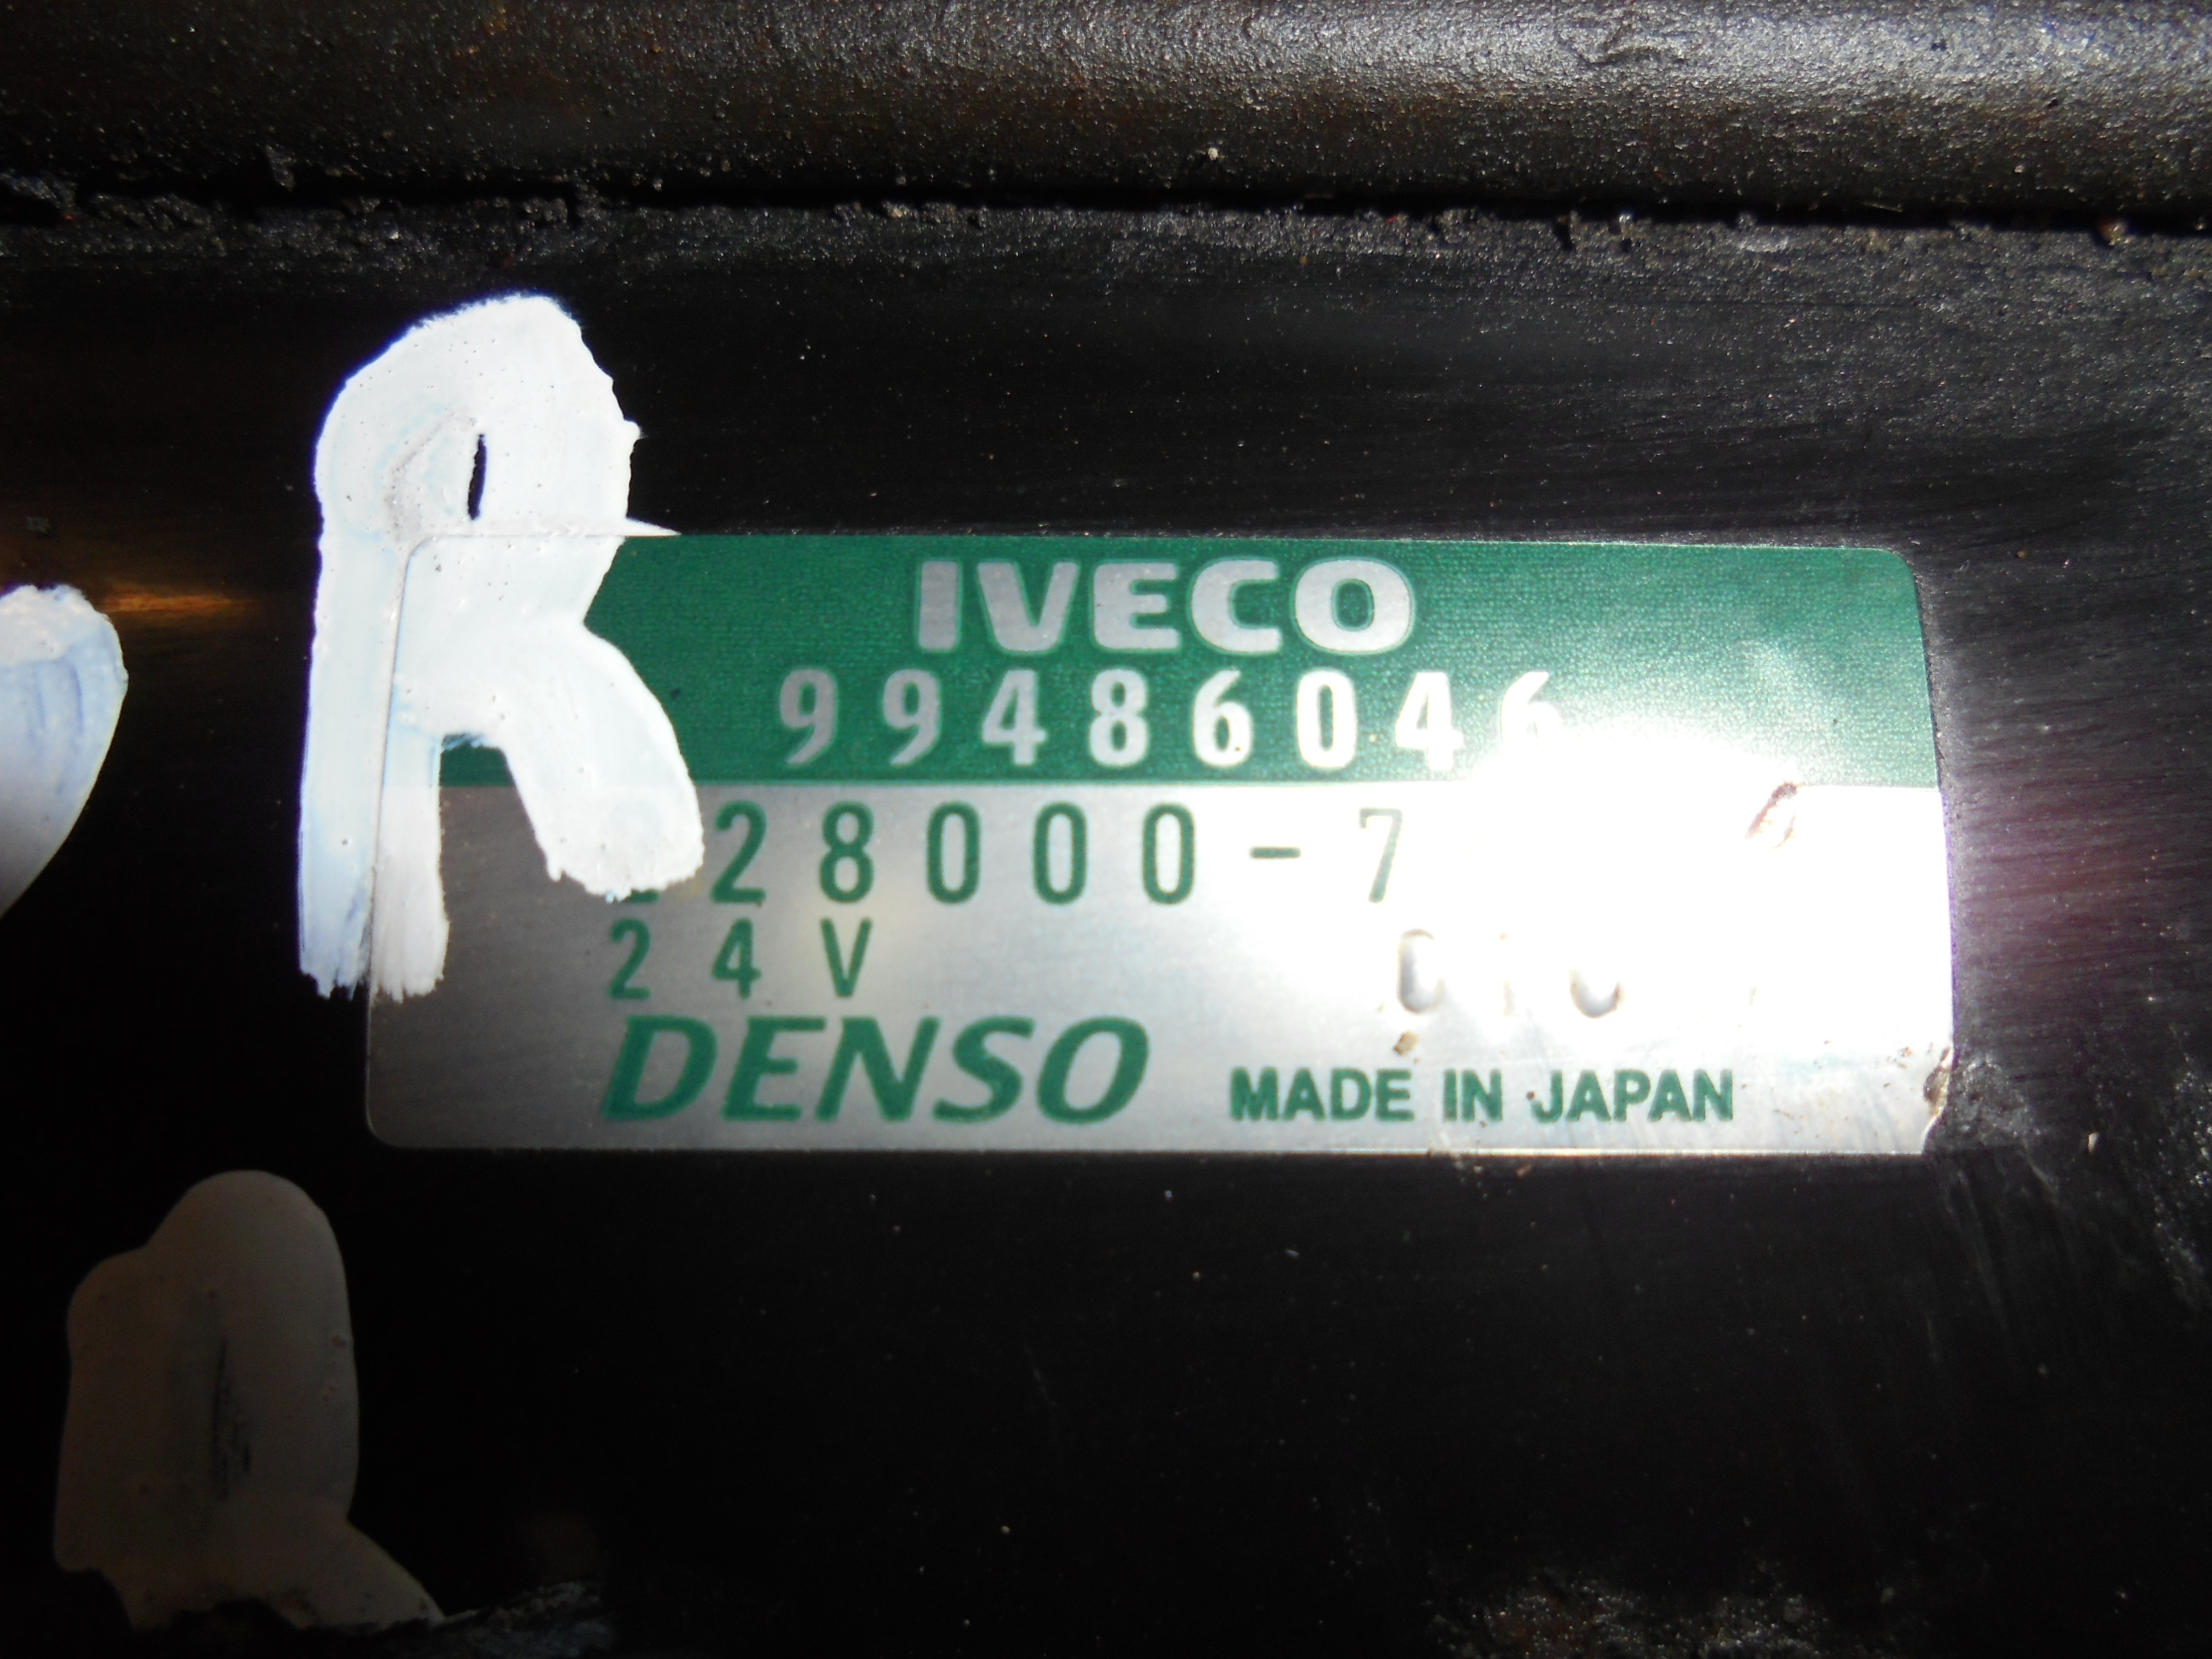 R
IVECO
99486046
28000-7
24V
DENSO MADE IN JAPAN